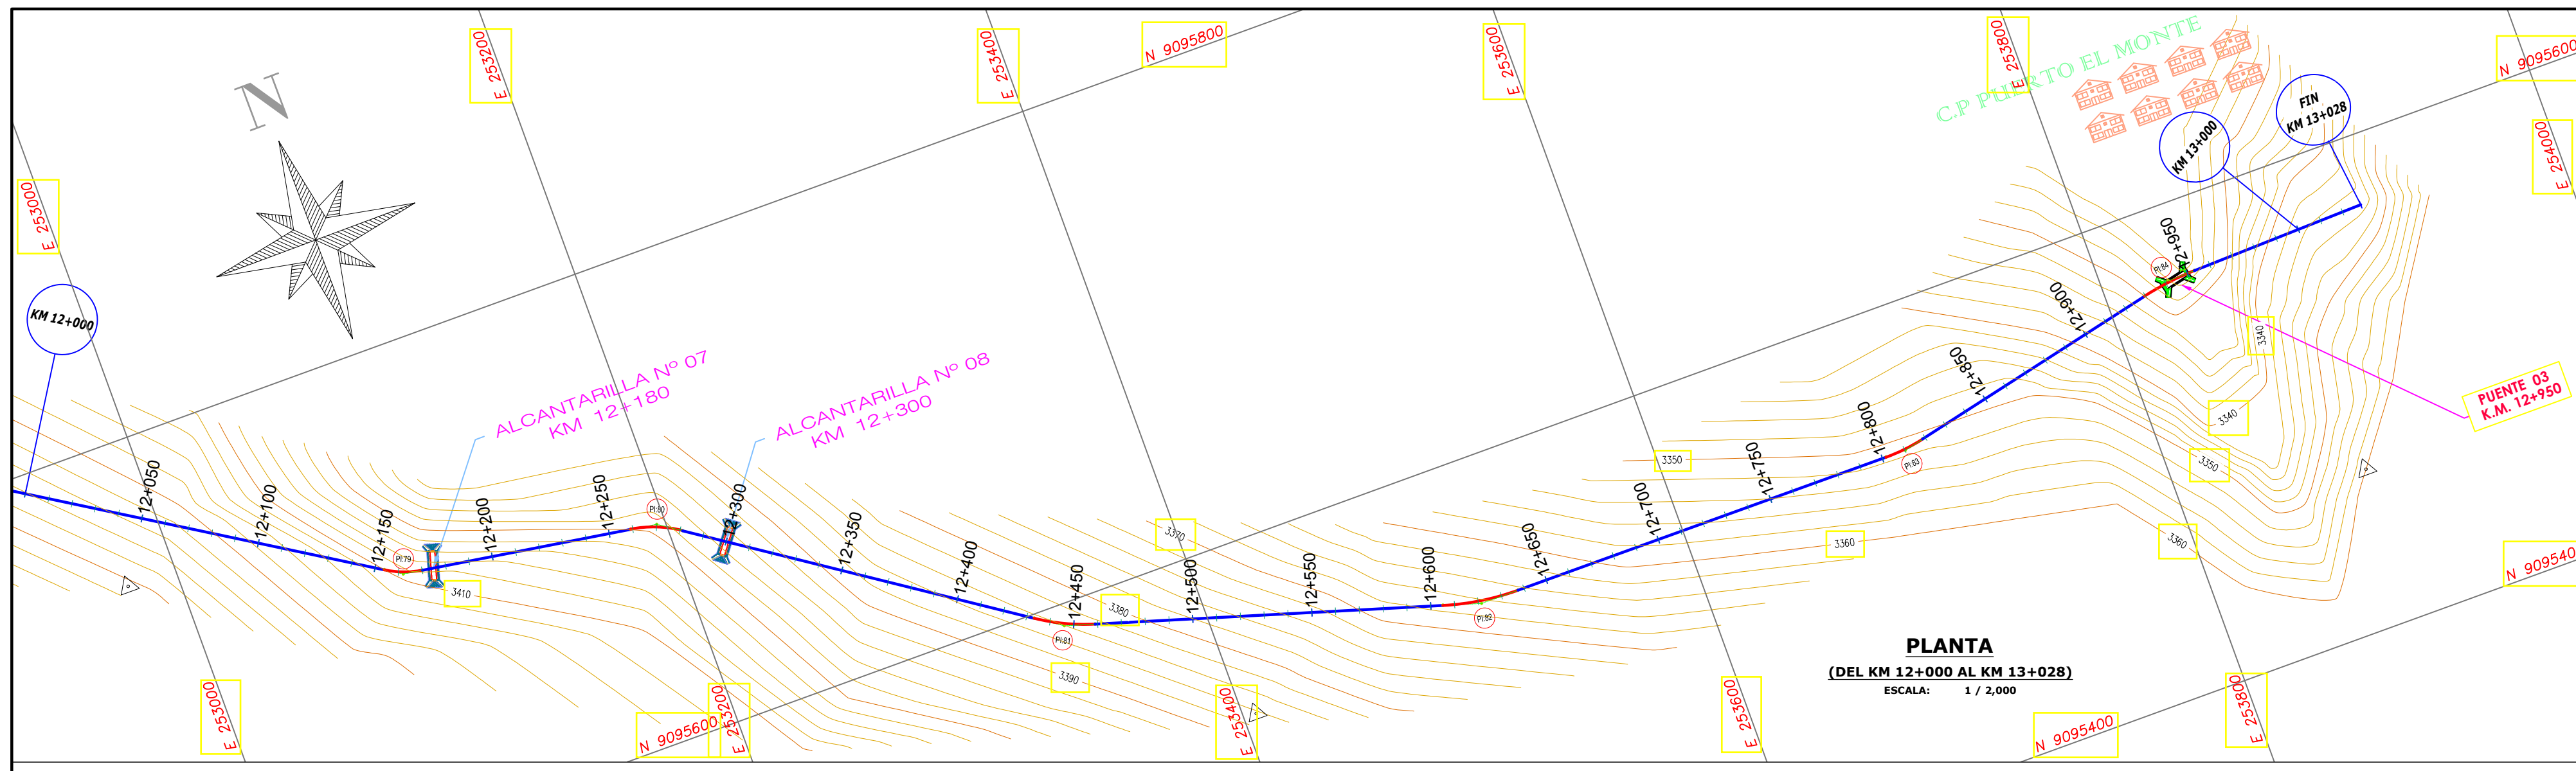 E 253200
E 253400
N 9095800
E 253600
E 253800
N 9095600
C.P PUERTO EL MONTE
N
FIN
KM 13+028
KM 13+000
E 253000
E 254000
KM 12+000
12+950
PI:84
12+900
3340
ALCANTARILLA Nº 07
KM 12+180
ALCANTARILLA Nº 08
KM 12+300
12+850
PUENTE 03
K.M. 12+950
3340
12+800
PI:83
3350
3350
12+750
12+700
12+050
12+100
12+150
PI:79
12+200
12+250
PI:80
12+300
12+350
12+400
12+450
PI:81
3370
3380
12+500
12+550
12+600
PI:82
12+650
3360
3360
3410
3390
N 9095400
PLANTA
(DEL KM 12+000 AL KM 13+028)
ESCALA: 1 / 2,000
E 253000
N 9095600
E 253200
E 253400
E 253600
N 9095400
E 253800